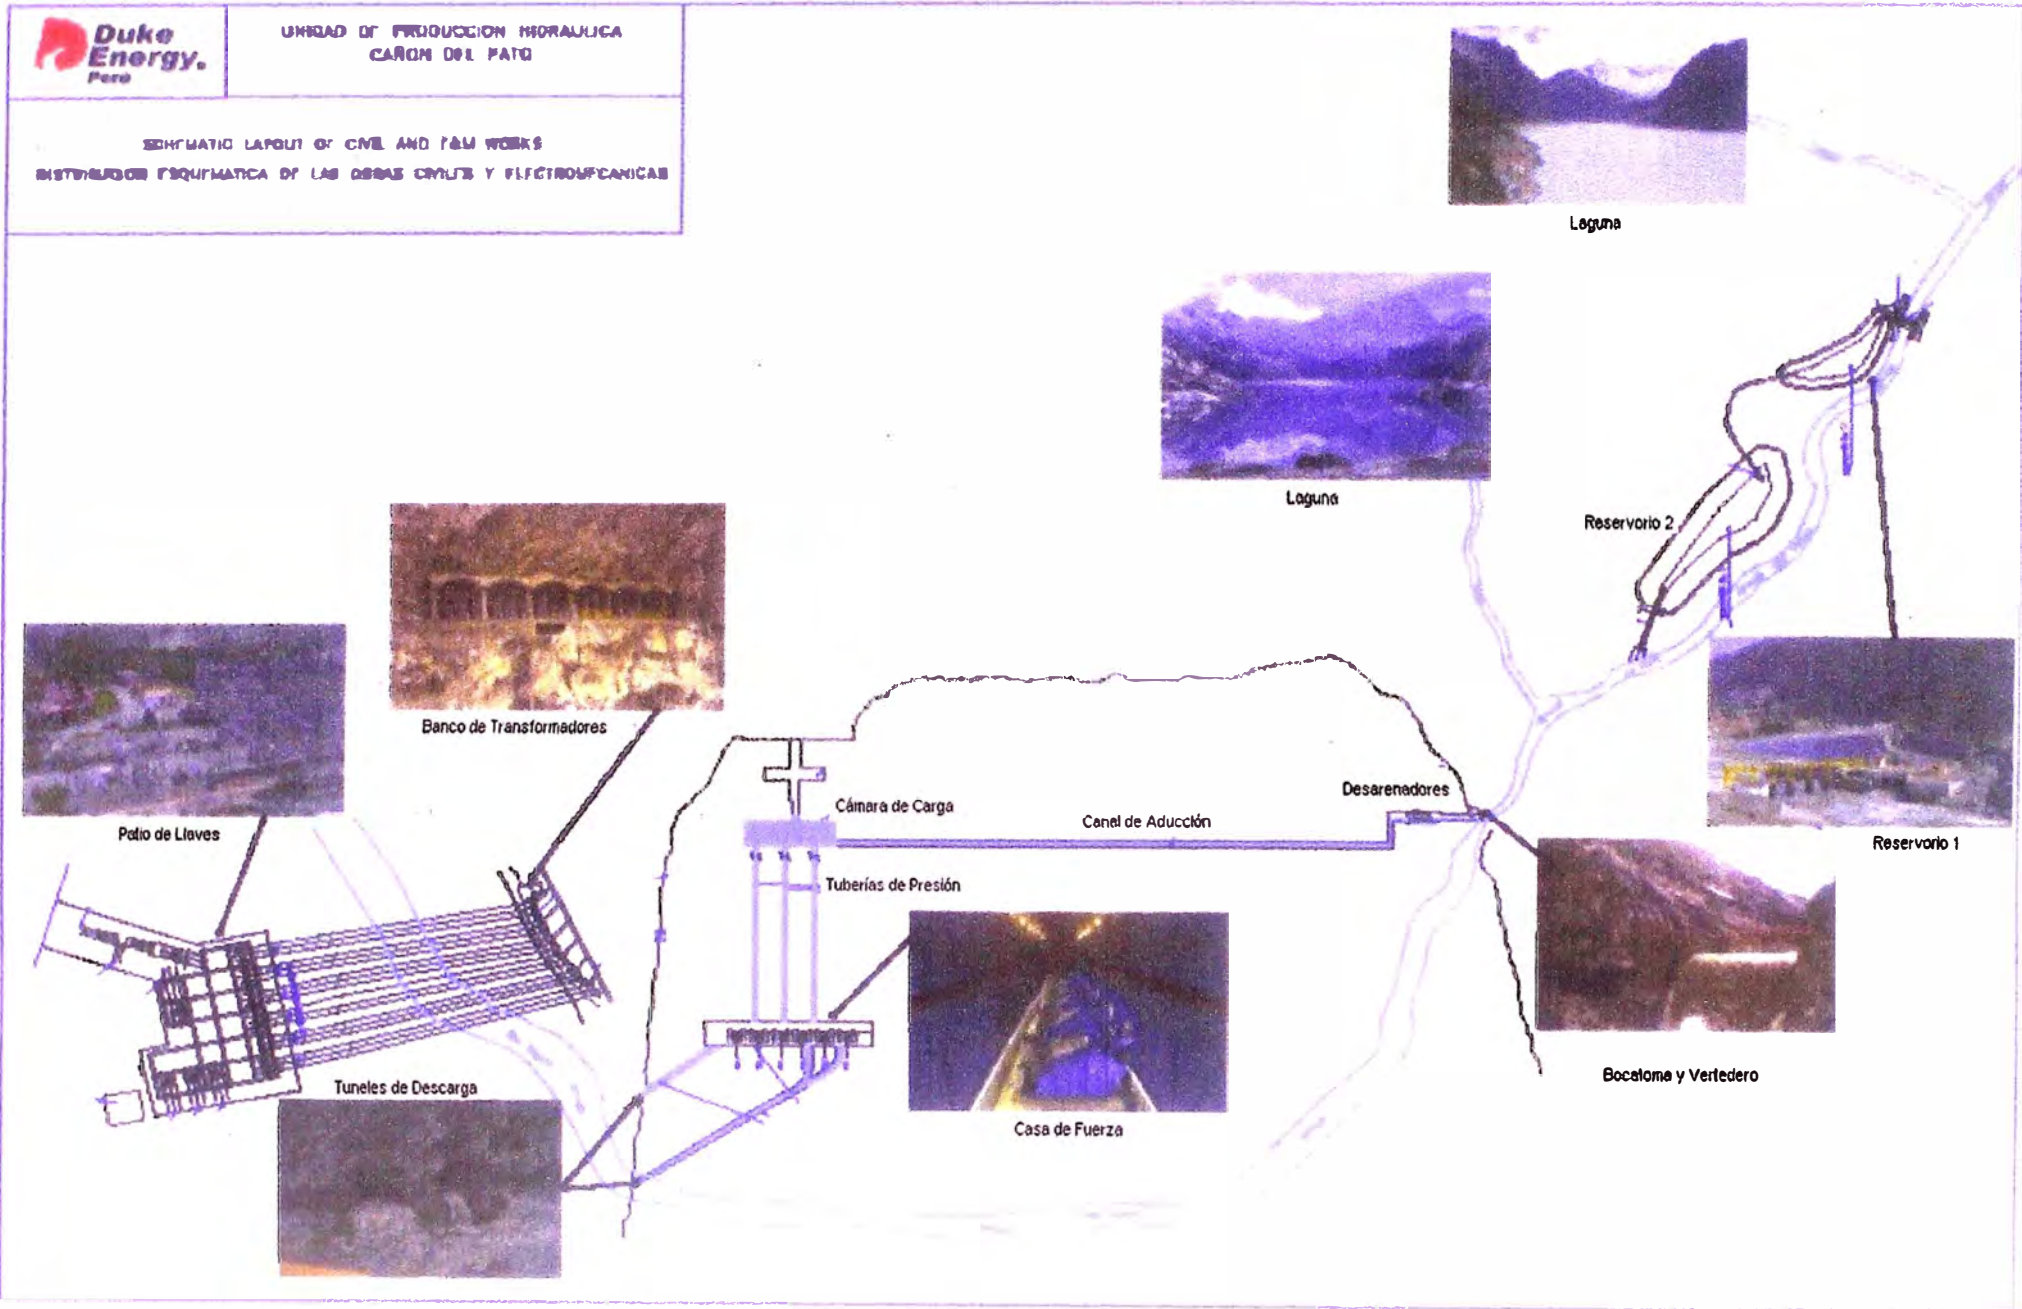 Duke
Energy.
Peru
UNIDAD DE PRODUCCION HIDRAULICA
CAÑON DEL PATO
SCHEMATIC LAYOUT OF CIVIL AND E&M WORKS
DISTRIBUCION ESQUEMATICA DE LAS OBRAS CIVILES Y ELECTROMECANICAS
Laguna
Laguna
Reservorio 2
Banco de Transformadores
Desarenadores
Cámara de Carga
Canal de Aducción
Patio de Llaves
Reservorio 1
Tuberías de Presión
Bocatoma y Vertedero
Tuneles de Descarga
Casa de Fuerza